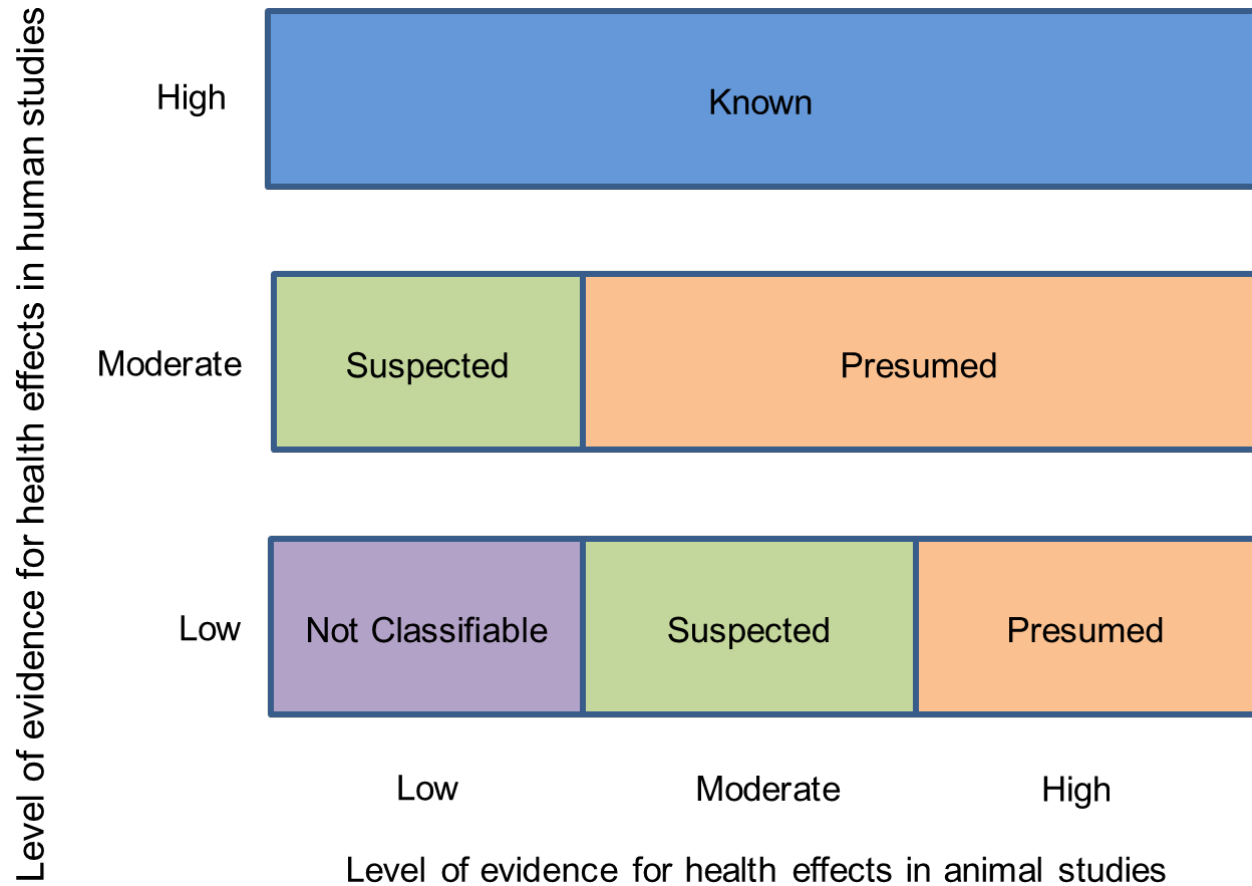 Level of evidence for health effects in human studies
High
Known
Moderate
Suspected
Presumed
Low
Not Classifiable
Suspected
Presumed
Low
Moderate
High
Level of evidence for health effects in animal studies